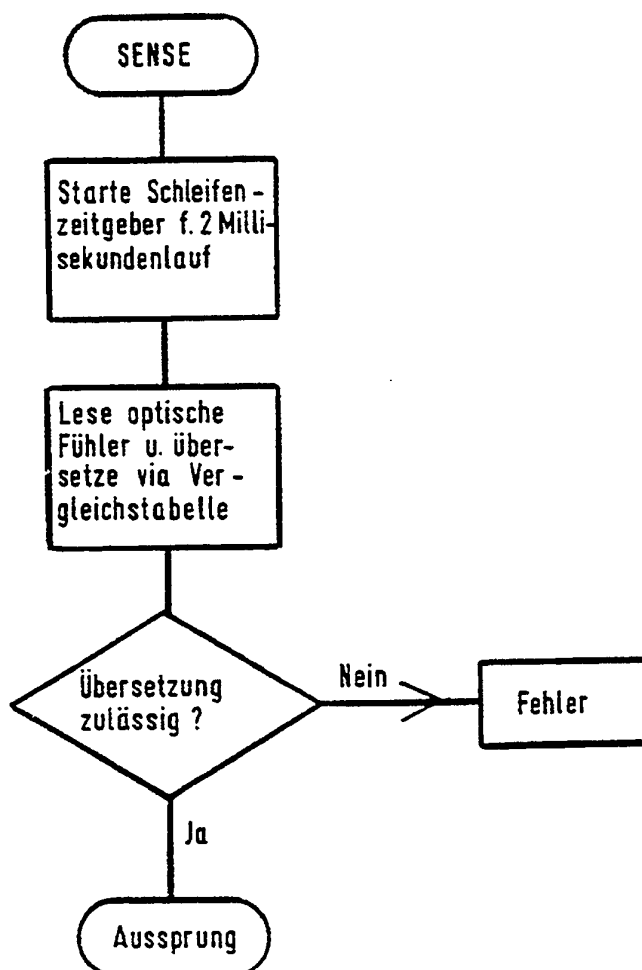 SENSE
Starte Schleifen-
zeitgeber f. 2 Milli-
sekundenlauf
Lese optische
Fühler u. über-
setze via Ver-
gleichstabelle
Übersetzung
zulässig ?
Nein
Fehler
Ja
Aussprung